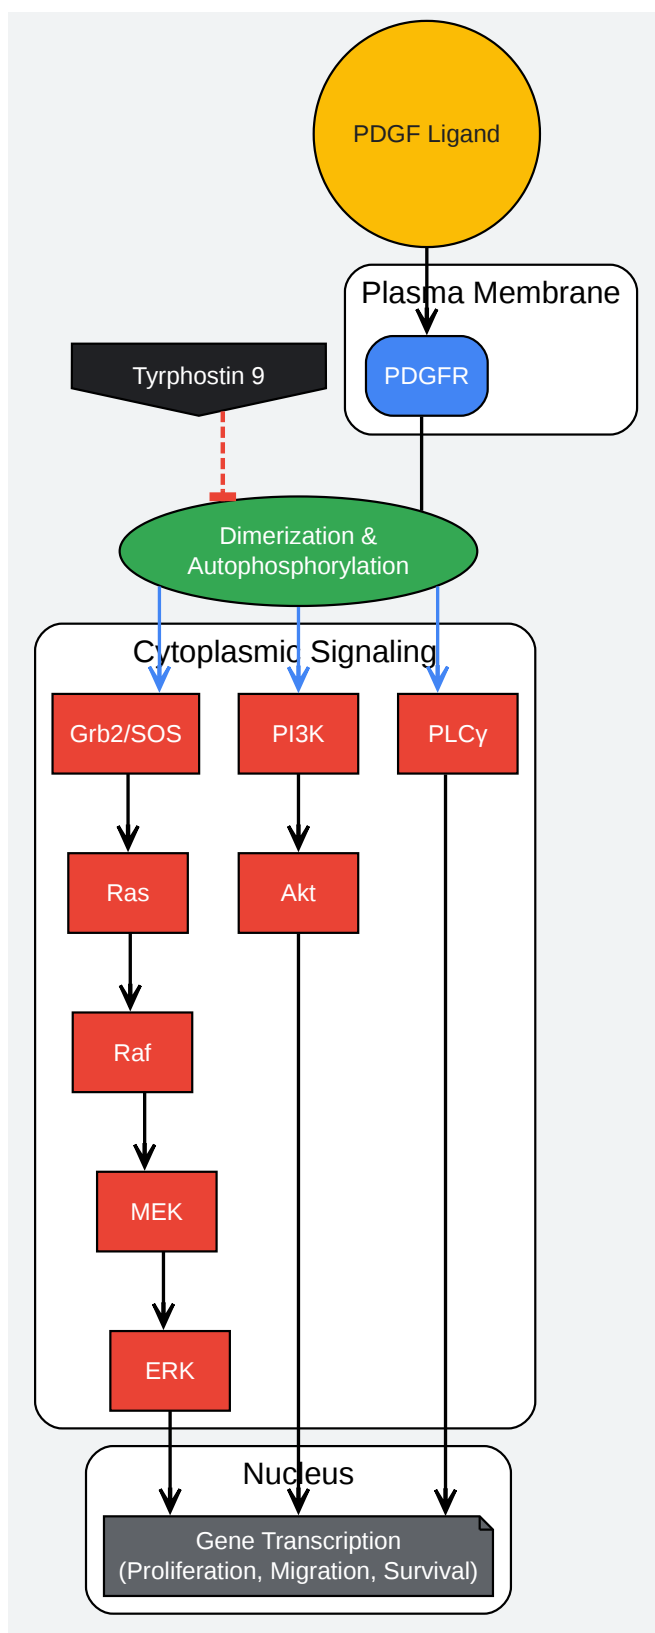 PDGF Ligand
Plasma Membrane
Tyrphostin 9
PDGFR
Dimerization &
Autophosphorylation
Cytoplasmic Signaling
Grb2/SOS
PI3K
PLCγ
Ras
Akt
Raf
MEK
ERK
Nucleus
Gene Transcription
(Proliferation, Migration, Survival)